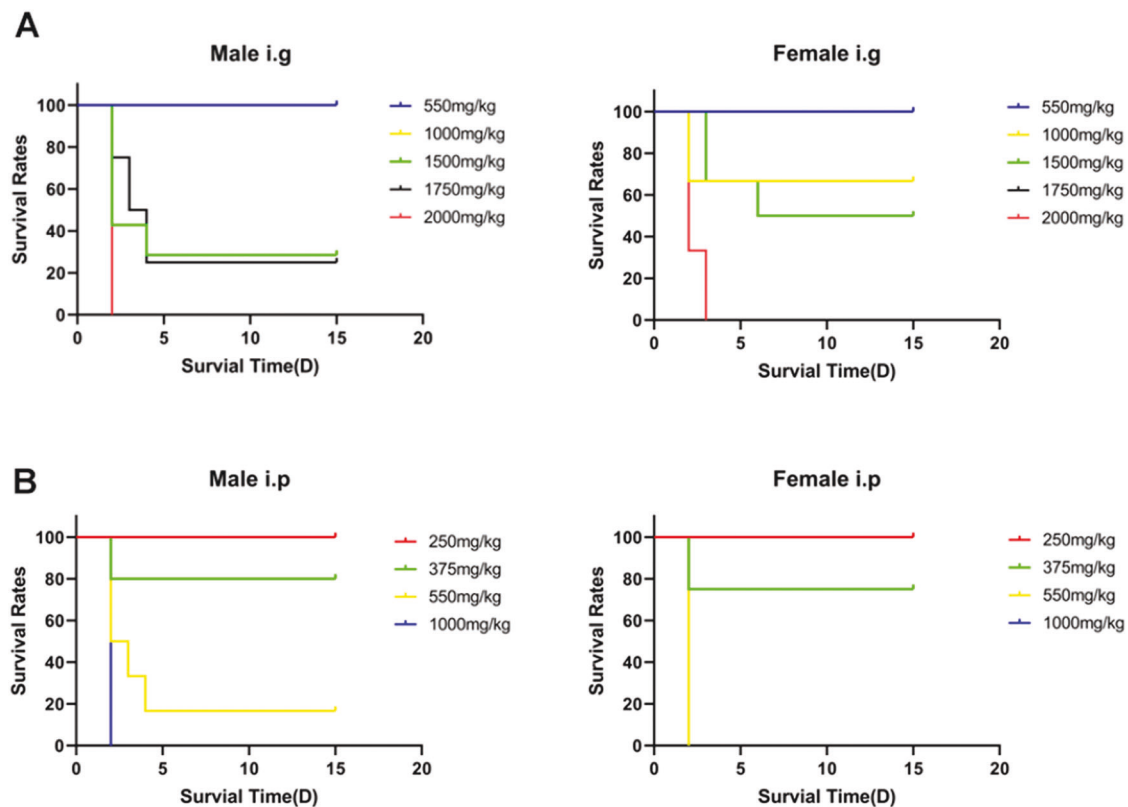 A
Male i.g
Female i.g
100
80
60
40
20
0
Survival Rates
0 5 10 15 20
Survial Time(D)
550mg/kg
1000mg/kg
1500mg/kg
1750mg/kg
2000mg/kg
100
80
60
40
20
0
Survival Rates
0 5 10 15 20
Survial Time(D)
550mg/kg
1000mg/kg
1500mg/kg
1750mg/kg
2000mg/kg
B
Male i.p
Female i.p
100
80
60
40
20
0
Survival Rates
0 5 10 15 20
Survial Time(D)
250mg/kg
375mg/kg
550mg/kg
1000mg/kg
100
80
60
40
20
0
Survival Rates
0 5 10 15 20
Survial Time(D)
250mg/kg
375mg/kg
550mg/kg
1000mg/kg